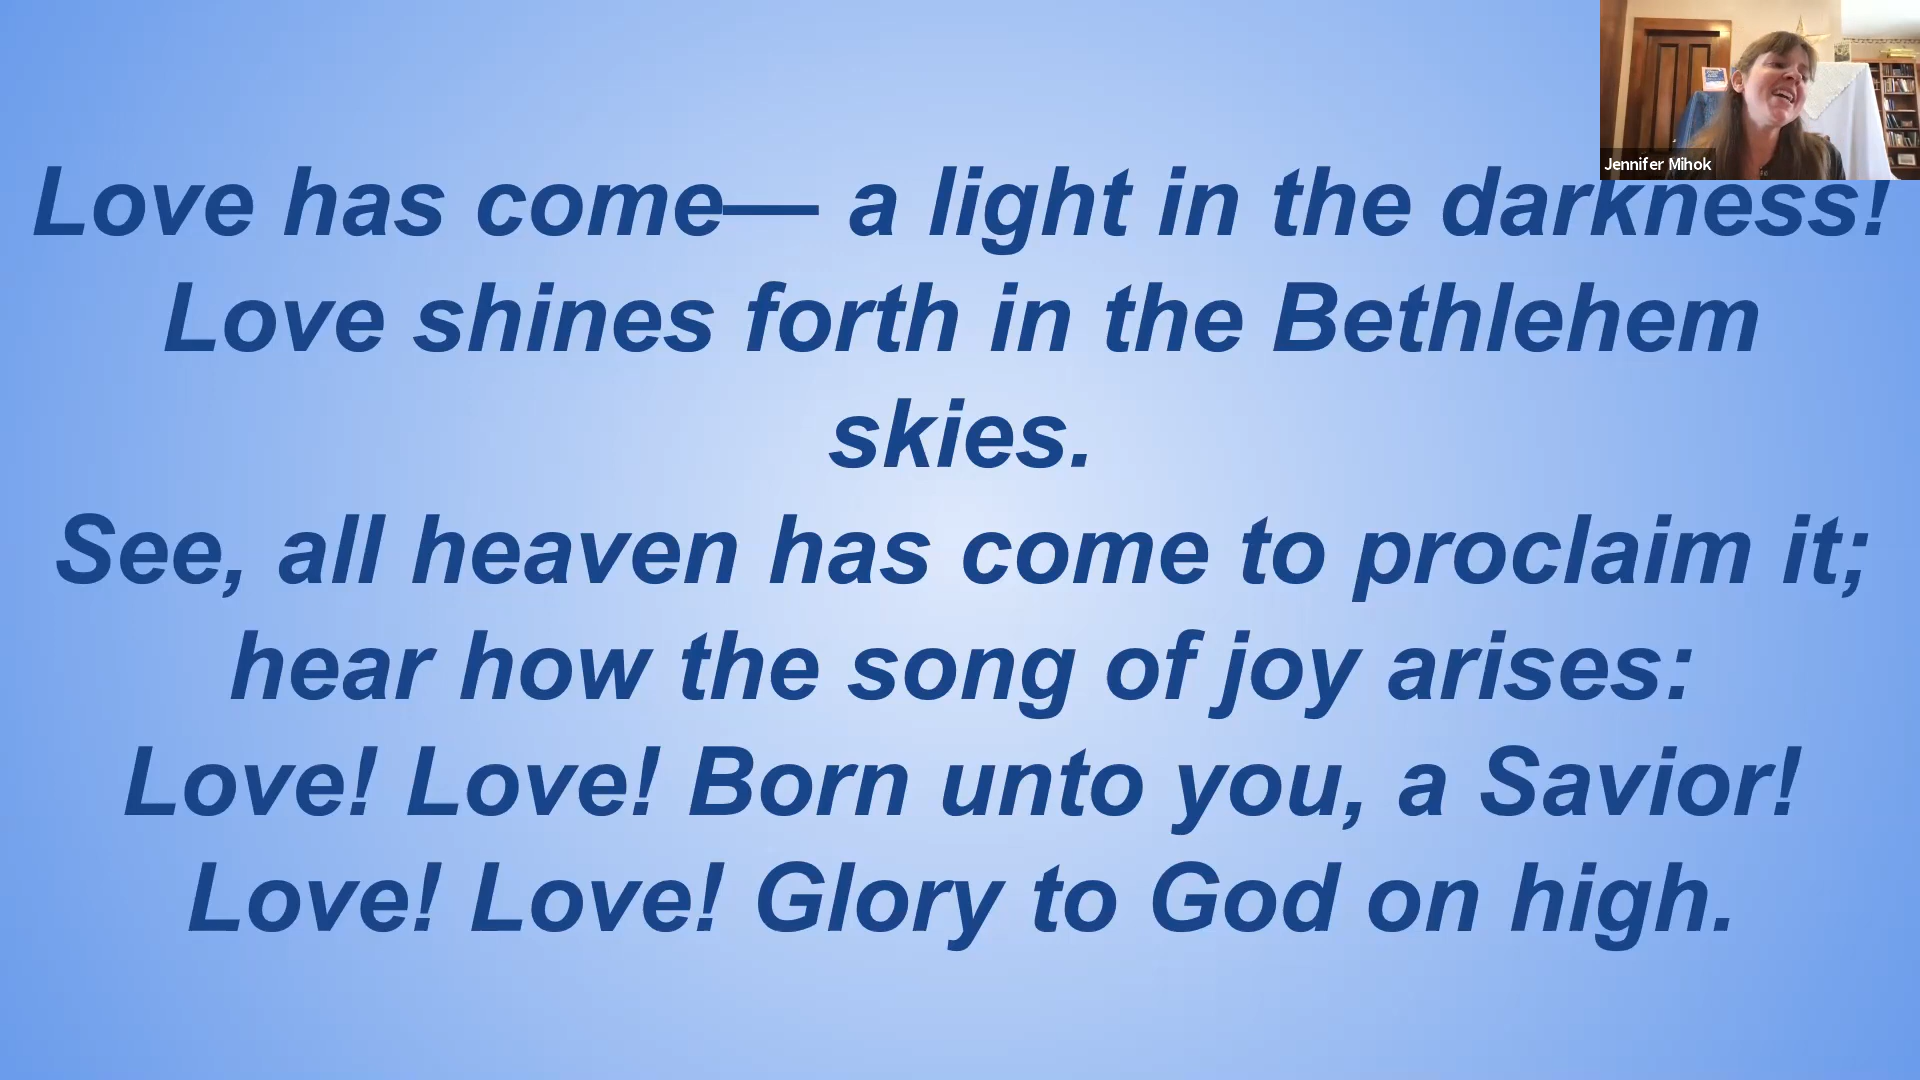 Jennifer Mihok
Love has come— a light in the darkness!
Love shines forth in the Bethlehem
skies.
See, all heaven has come to proclaim it;
hear how the song of joy arises:
Love! Love! Born unto you, a Savior!
Love! Love! Glory to God on high.